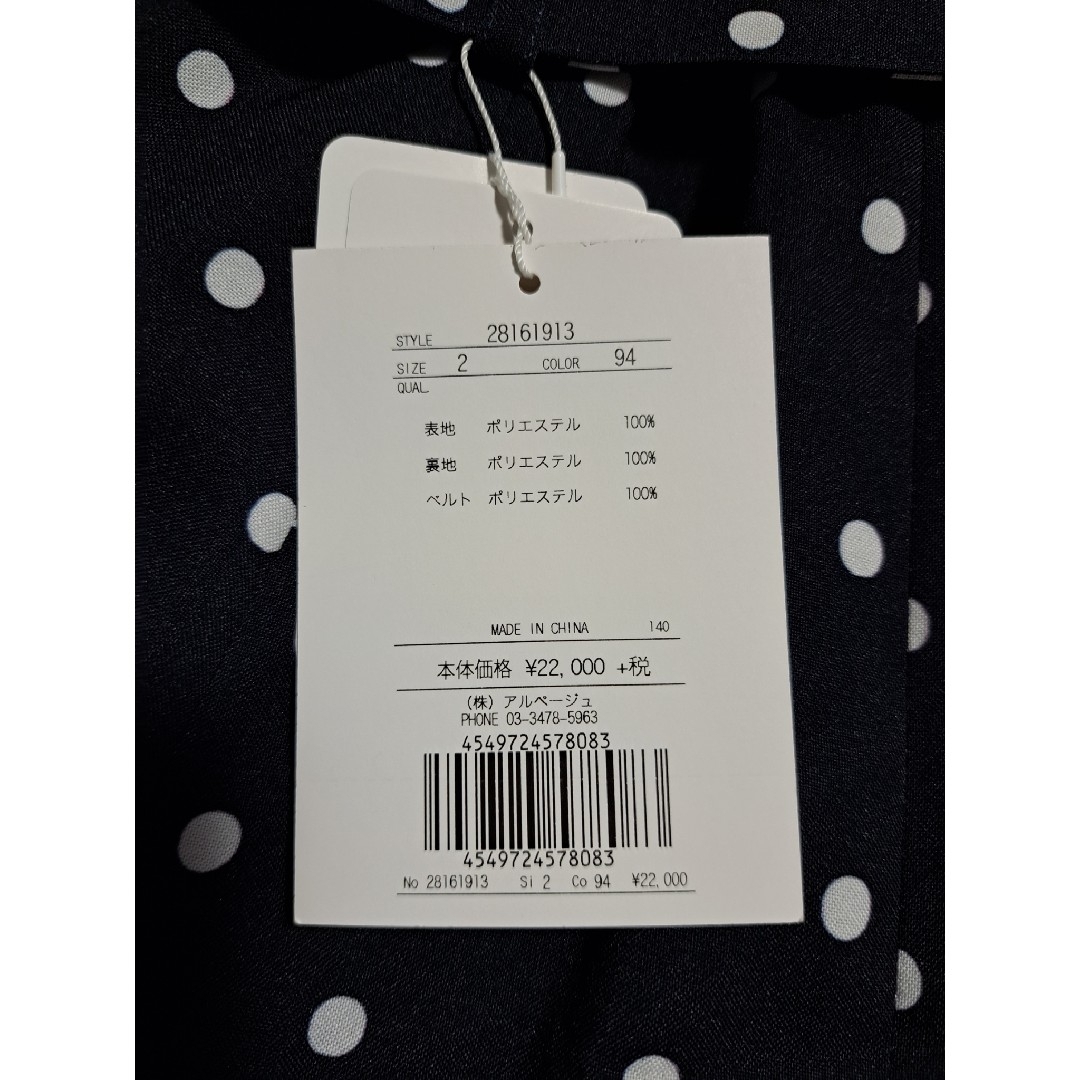 STYLE 28161913
SIZE 2 COLOR 94
QUAL
表地 ポリエステル 100%
裏地 ポリエステル 100%
ベルト ポリエステル 100%
MADE IN CHINA 140
本体価格 ¥22,000 +税
(株) アルページュ
PHONE 03-3478-5963
4549724578083
4549724578083
No 28161913 Si 2 Co 94 ¥22,000